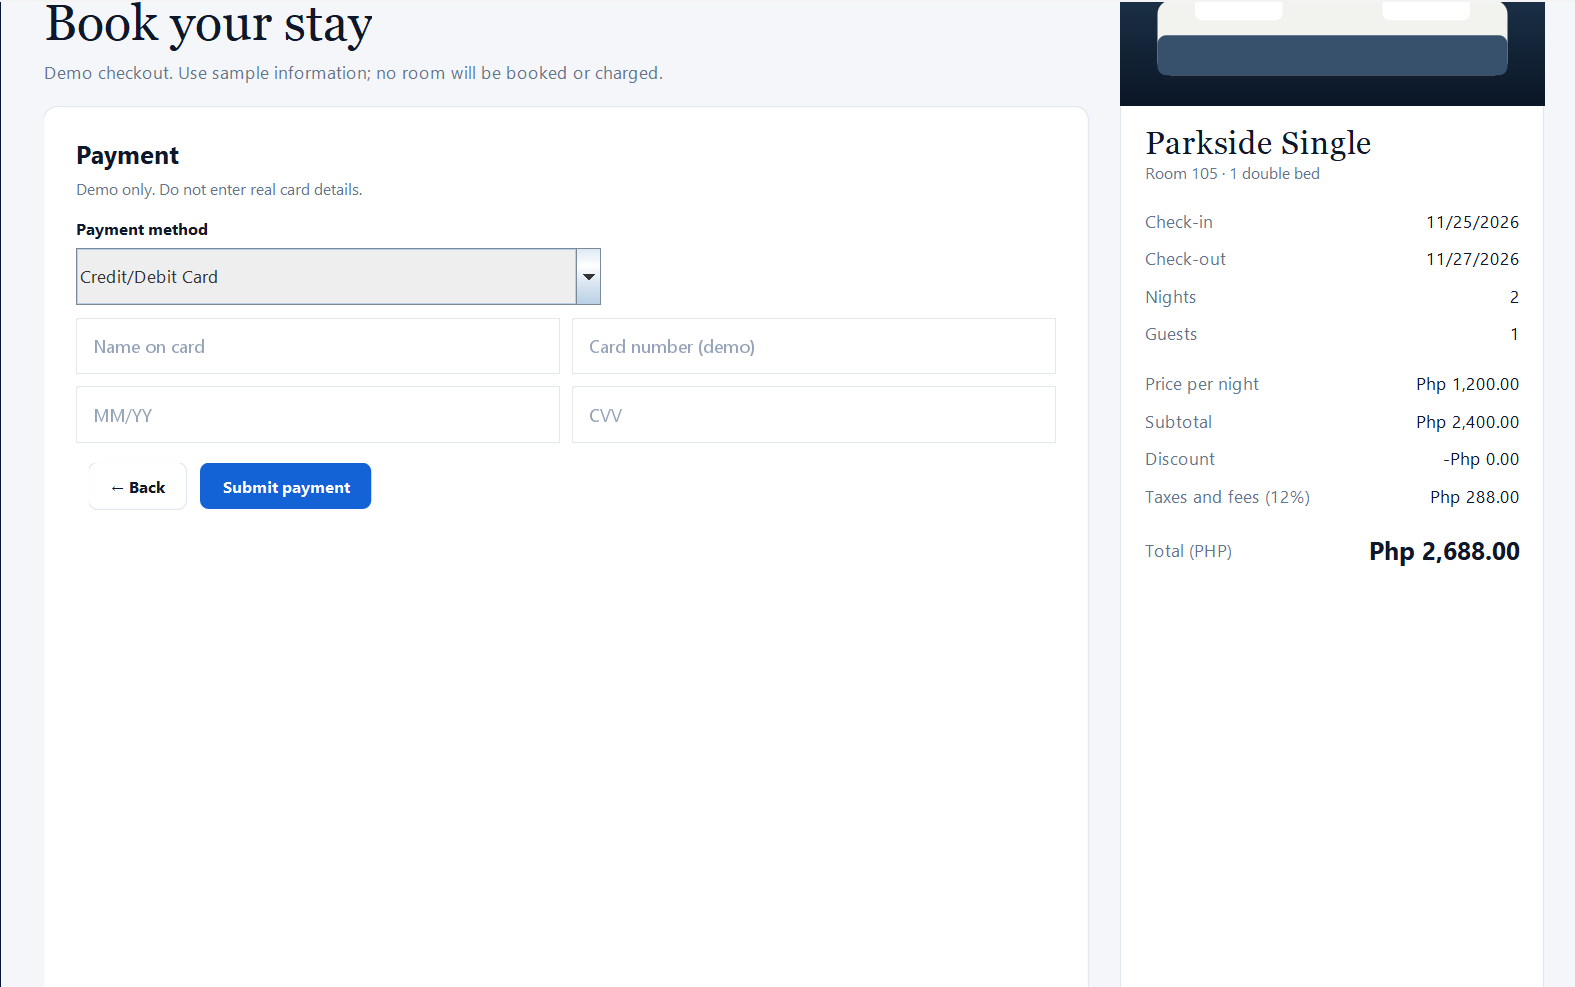 Book your stay
Demo checkout. Use sample information; no room will be booked or charged.
Payment
Demo only. Do not enter real card details.
Payment method
Credit/Debit Card
Name on card
Card number (demo)
MM/YY
CVV
← Back
Submit payment
Parkside Single
Room 105 · 1 double bed
Check-in 11/25/2026
Check-out 11/27/2026
Nights 2
Guests 1
Price per night Php 1,200.00
Subtotal Php 2,400.00
Discount -Php 0.00
Taxes and fees (12%) Php 288.00
Total (PHP) Php 2,688.00